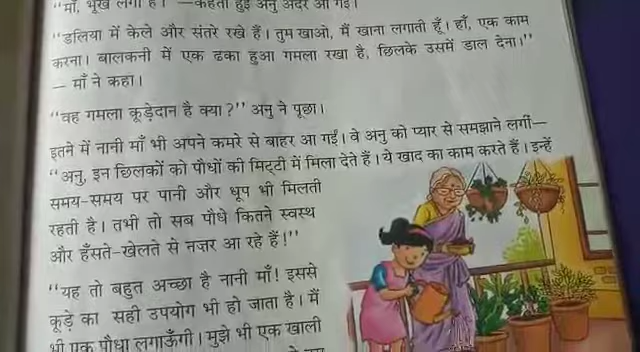 "माँ, भूख लगी है। —कहती हुई अनु अंदर आ गई।
"डलिया में केले और संतरे रखे हैं। तुम खाओ, मैं खाना लगाती हूँ। हाँ, एक काम
करना। बालकनी में एक ढका हुआ गमला रखा है, छिलके उसमें डाल देना।"
— माँ ने कहा।
"वह गमला कूड़ेदान है क्या?" अनु ने पूछा।
इतने में नानी माँ भी अपने कमरे से बाहर आ गईं। वे अनु को प्यार से समझाने लगीं—
"अनु, इन छिलकों को पौधों की मिट्टी में मिला देते हैं। ये खाद का काम करते हैं। इन्हें
समय-समय पर पानी और धूप भी मिलती
रहती है। तभी तो सब पौधे कितने स्वस्थ
और हँसते-खेलते से नज़र आ रहे हैं!"
"यह तो बहुत अच्छा है नानी माँ! इससे
कूड़े का सही उपयोग भी हो जाता है। मैं
भी एक पौधा लगाऊँगी। मुझे भी एक खाली